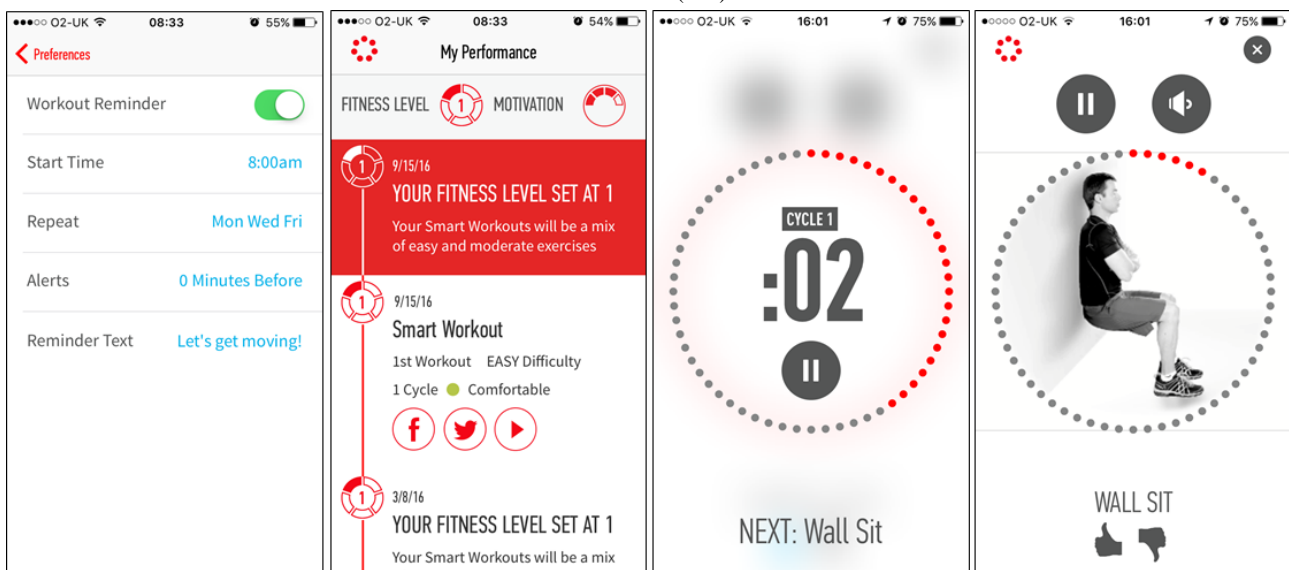 O2-UK 08:33 55%
Preferences
Workout Reminder
Start Time 8:00am
Repeat Mon Wed Fri
Alerts 0 Minutes Before
Reminder Text Let's get moving!
O2-UK 08:33 54%
My Performance
FITNESS LEVEL 1 MOTIVATION
1 9/15/16
YOUR FITNESS LEVEL SET AT 1
Your Smart Workouts will be a mix
of easy and moderate exercises
1 9/15/16
Smart Workout
1st Workout EASY Difficulty
1 Cycle Comfortable
f
1 3/8/16
YOUR FITNESS LEVEL SET AT 1
Your Smart Workouts will be a mix
O2-UK 16:01 75%
CYCLE 1
:02
NEXT: Wall Sit
O2-UK 16:01 75%
WALL SIT